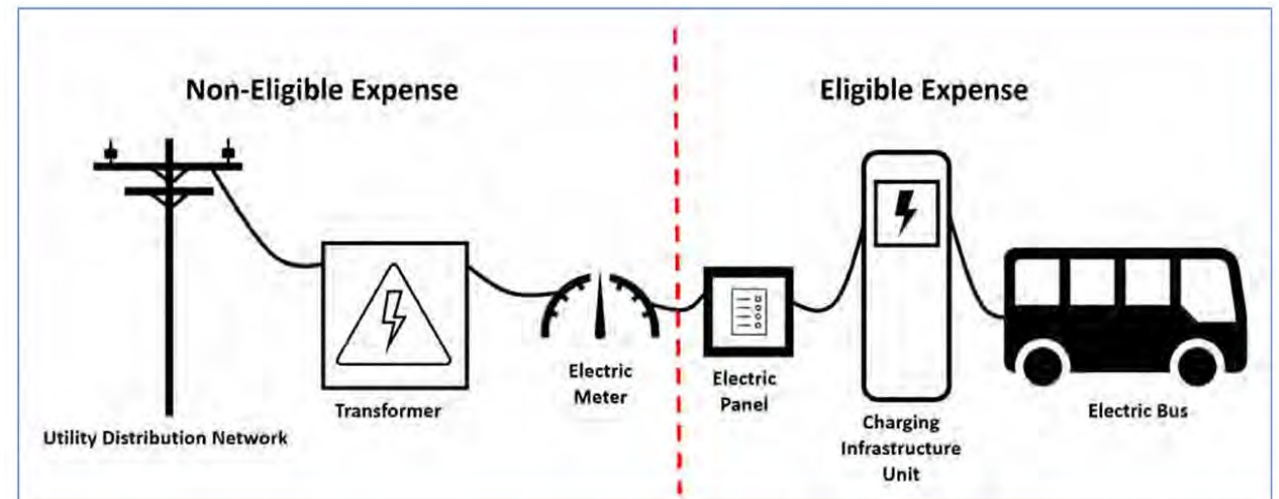 Non-Eligible Expense
Eligible Expense
Utility Distribution Network
Transformer
Electric
Meter
Electric
Panel
Charging
Infrastructure
Unit
Electric Bus